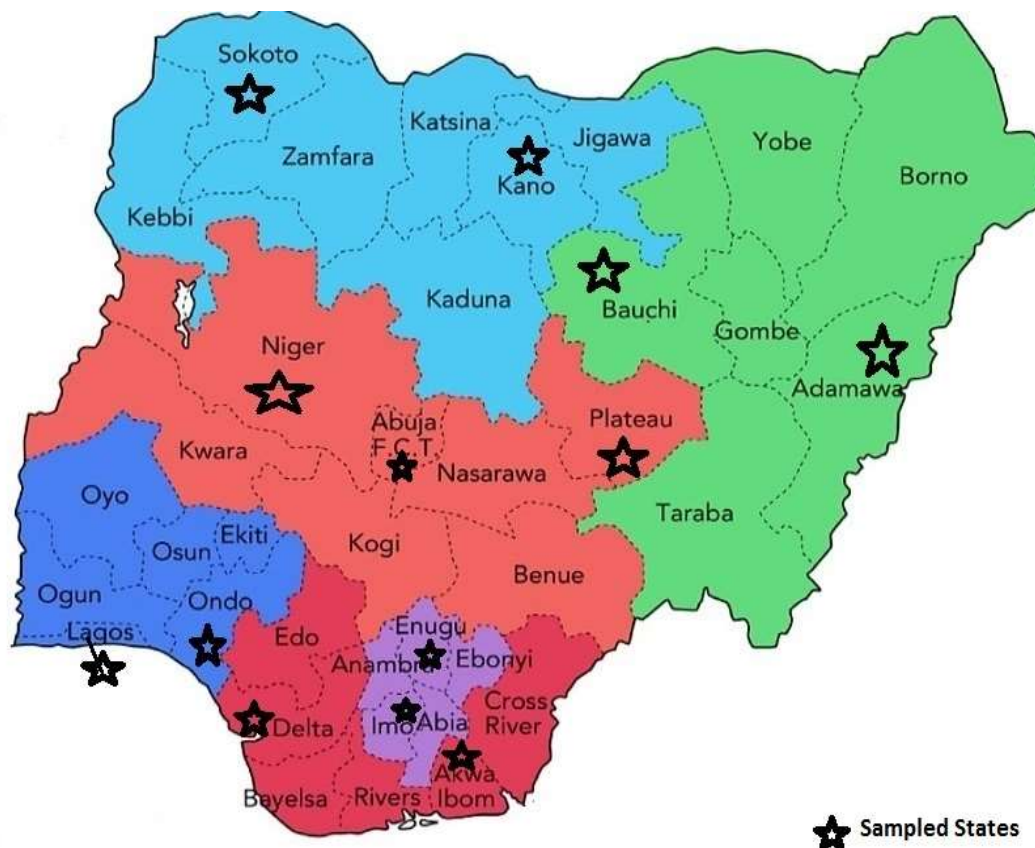 Sokoto
Katsina
Jigawa
Yobe
Zamfara
Kano
Borno
Kebbi
Kaduna
Bauchi
Gombe
Niger
Adamawa
Abuja
F.C.T.
Plateau
Kwara
Nasarawa
Oyo
Taraba
Ekiti
Osun
Kogi
Benue
Ogun
Ondo
Lagos
Edo
Enugu
Anambra
Ebonyi
Cross
River
Imo
Abia
Delta
Akwa
Ibom
Bayelsa
Rivers
Sampled States